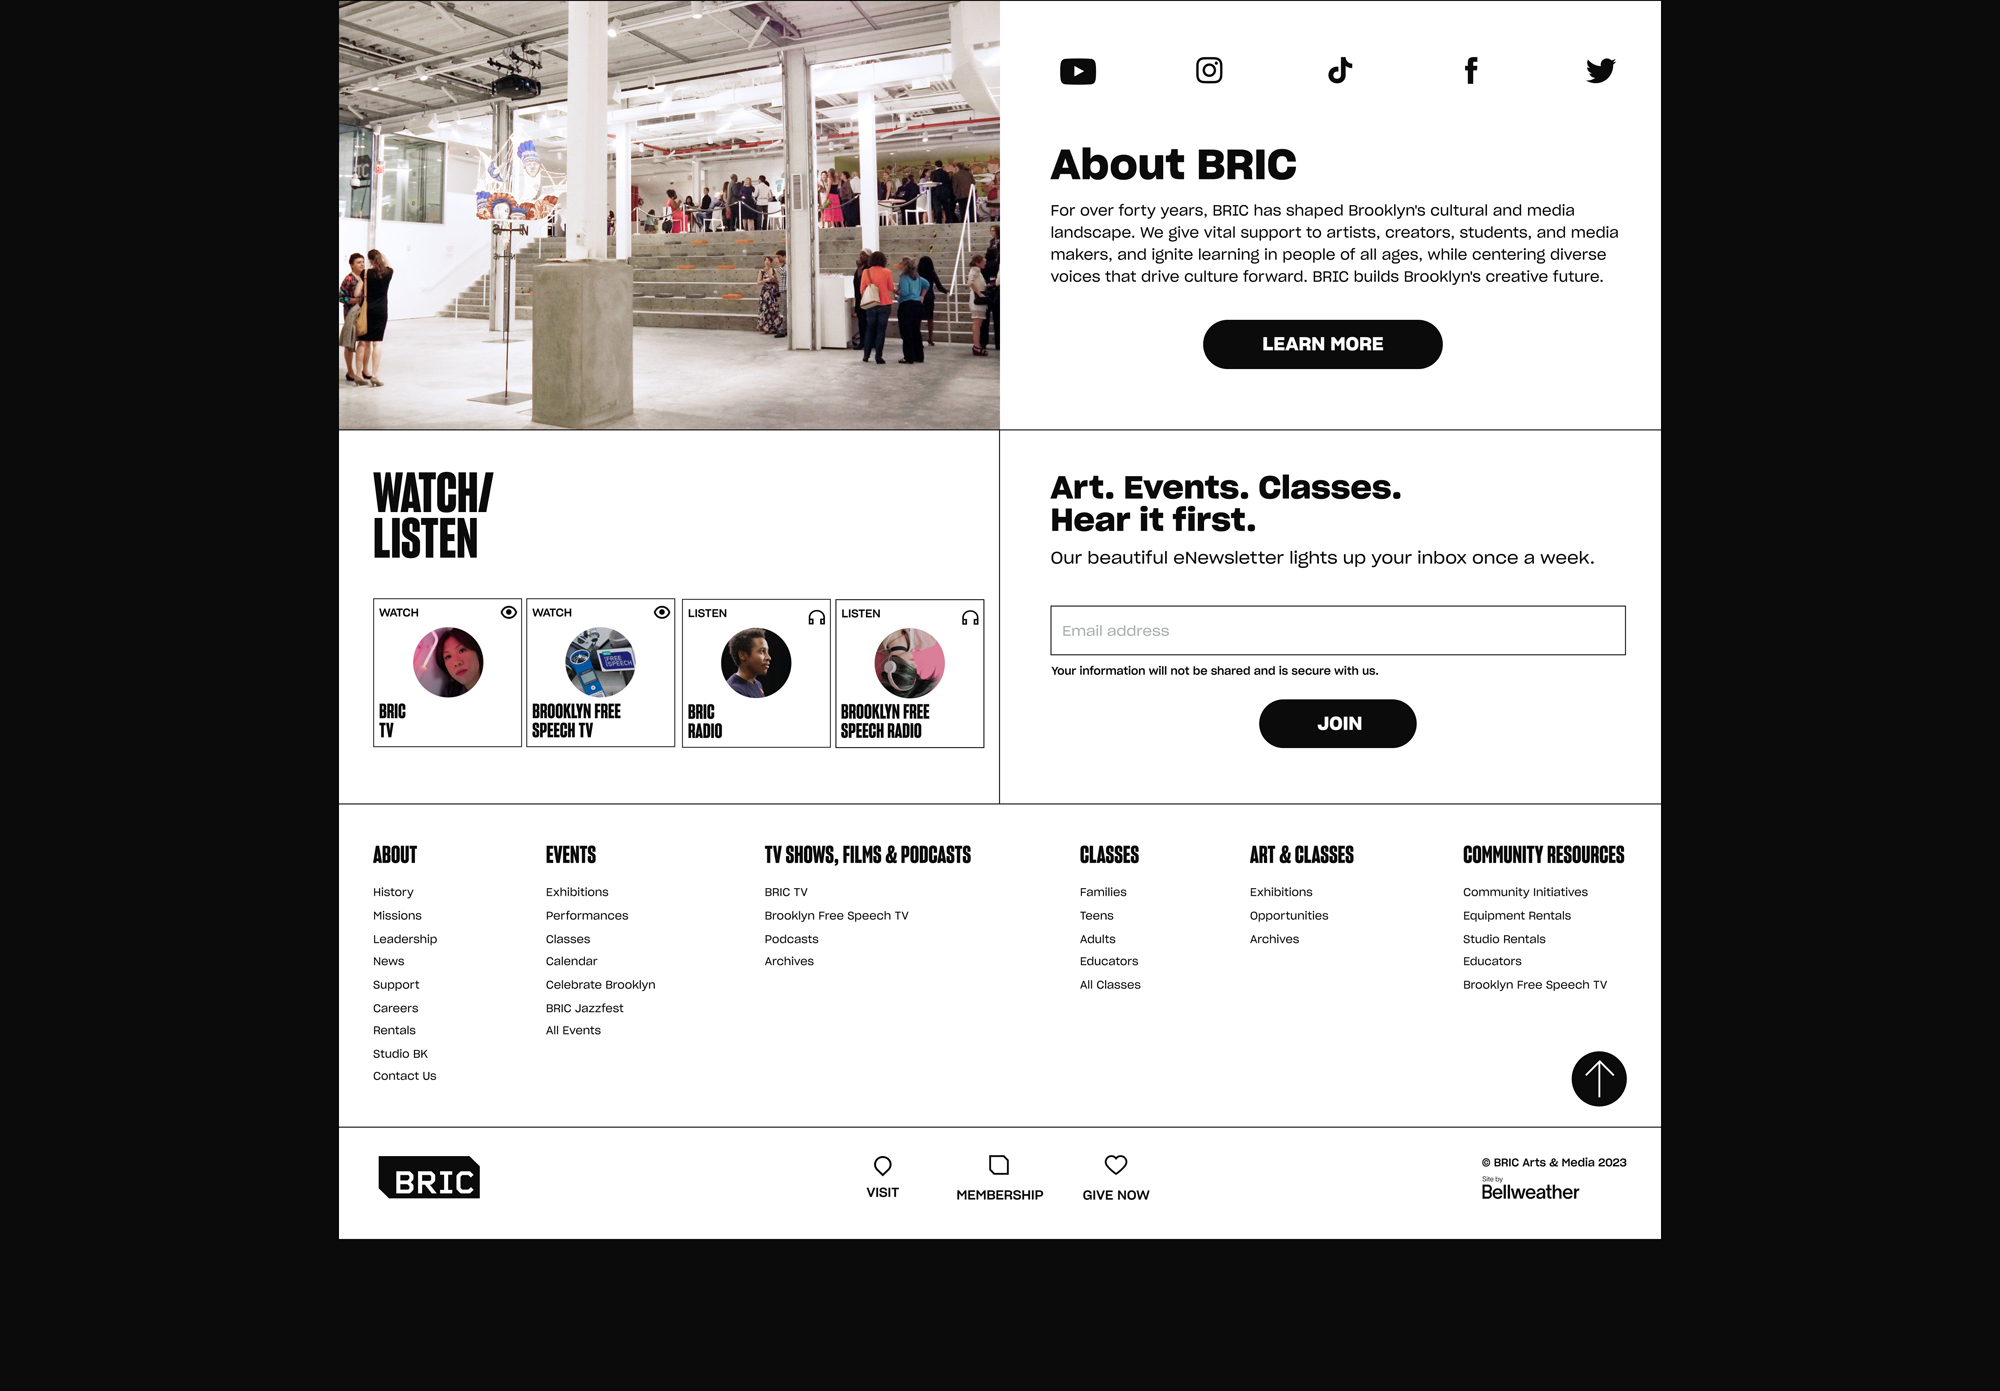 About BRIC
For over forty years, BRIC has shaped Brooklyn's cultural and media
landscape. We give vital support to artists, creators, students, and media
makers, and ignite learning in people of all ages, while centering diverse
voices that drive culture forward. BRIC builds Brooklyn's creative future.
LEARN MORE
WATCH/
LISTEN
WATCH
BRIC
TV
WATCH
FREE
SPEECH
BROOKLYN FREE
SPEECH TV
LISTEN
BRIC
RADIO
LISTEN
BROOKLYN FREE
SPEECH RADIO
Art. Events. Classes.
Hear it first.
Our beautiful eNewsletter lights up your inbox once a week.
Email address
Your information will not be shared and is secure with us.
JOIN
ABOUT
History
Missions
Leadership
News
Support
Careers
Rentals
Studio BK
Contact Us
EVENTS
Exhibitions
Performances
Classes
Calendar
Celebrate Brooklyn
BRIC Jazzfest
All Events
TV SHOWS, FILMS & PODCASTS
BRIC TV
Brooklyn Free Speech TV
Podcasts
Archives
CLASSES
Families
Teens
Adults
Educators
All Classes
ART & CLASSES
Exhibitions
Opportunities
Archives
COMMUNITY RESOURCES
Community Initiatives
Equipment Rentals
Studio Rentals
Educators
Brooklyn Free Speech TV
BRIC
VISIT
MEMBERSHIP
GIVE NOW
© BRIC Arts & Media 2023
Site by
Bellweather